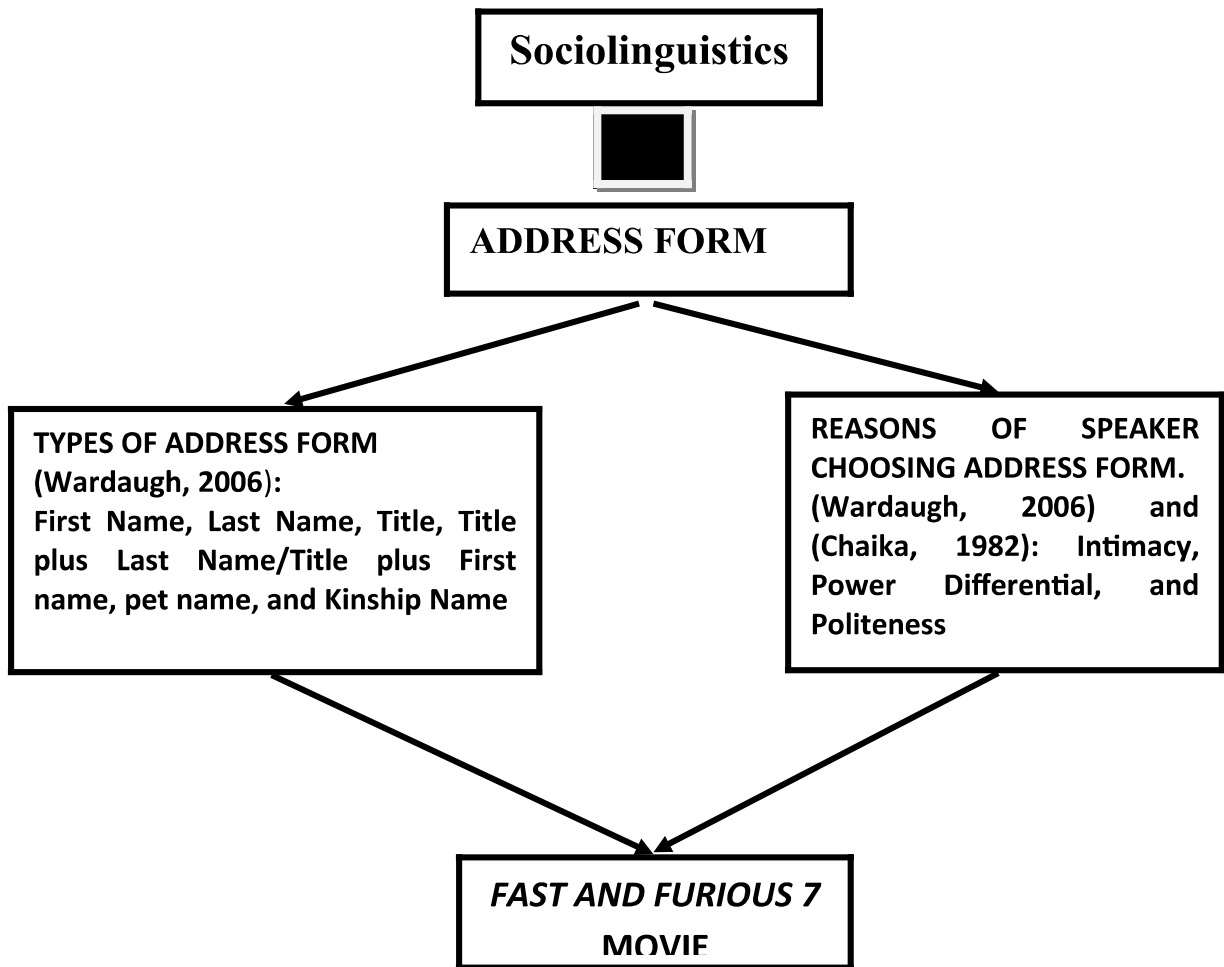 Sociolinguistics
ADDRESS FORM
TYPES OF ADDRESS FORM
(Wardaugh, 2006):
First Name, Last Name, Title, Title
plus Last Name/Title plus First
name, pet name, and Kinship Name
REASONS OF SPEAKER
CHOOSING ADDRESS FORM.
(Wardaugh, 2006) and
(Chaika, 1982): Intimacy,
Power Differential, and
Politeness
FAST AND FURIOUS 7
MOVIE